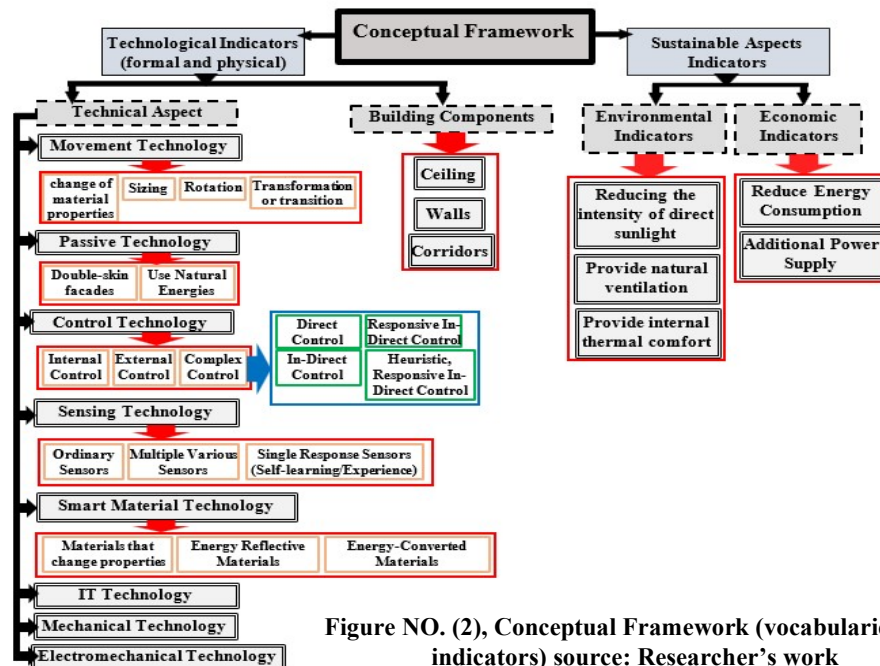 Conceptual Framework
Technological Indicators
(formal and physical)
Sustainable Aspects
Indicators
Technical Aspect
Building Components
Environmental
Indicators
Economic
Indicators
Movement Technology
change of
material
properties
Sizing
Rotation
Transformation
or transition
Passive Technology
Double-skin
facades
Use Natural
Energies
Control Technology
Internal
Control
External
Control
Complex
Control
Direct
Control
Responsive In-
Direct Control
In-Direct
Control
Heuristic,
Responsive In-
Direct Control
Sensing Technology
Ordinary
Sensors
Multiple Various
Sensors
Single Response Sensors
(Self-learning/Experience)
Smart Material Technology
Materials that
change properties
Energy Reflective
Materials
Energy-Converted
Materials
IT Technology
Mechanical Technology
Electromechanical Technology
Ceiling
Walls
Corridors
Reducing the
intensity of direct
sunlight
Provide natural
ventilation
Provide internal
thermal comfort
Reduce Energy
Consumption
Additional Power
Supply
Figure NO. (2), Conceptual Framework (vocabularie
indicators) source: Researcher's work